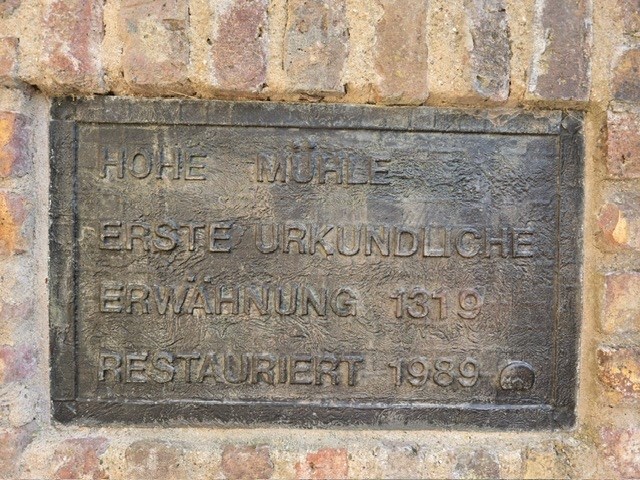 HOHE MÜHLE
ERSTE URKUNDLICHE
ERWÄHNUNG 1319
RESTAURIERT 1989